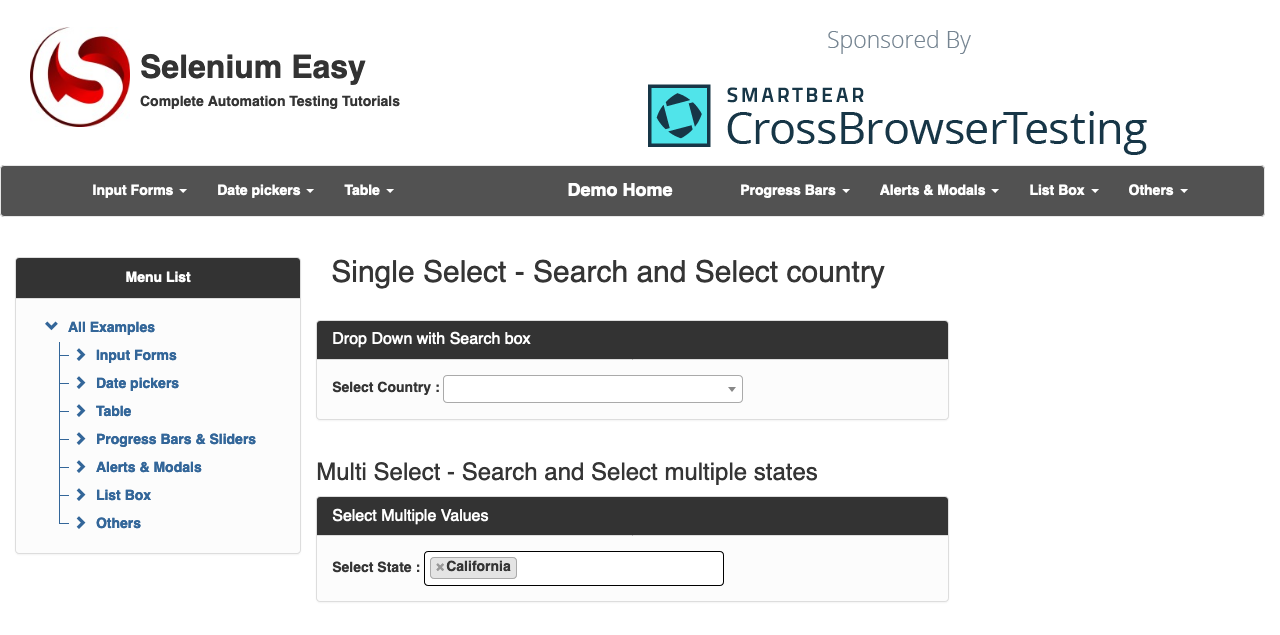 Selenium Easy
Complete Automation Testing Tutorials
Sponsored By
SMARTBEAR
CrossBrowserTesting
Input Forms Date pickers Table Demo Home Progress Bars Alerts & Modals List Box Others
Menu List
All Examples
Input Forms
Date pickers
Table
Progress Bars & Sliders
Alerts & Modals
List Box
Others
Single Select - Search and Select country
Drop Down with Search box
Select Country :
Multi Select - Search and Select multiple states
Select Multiple Values
Select State : ×California